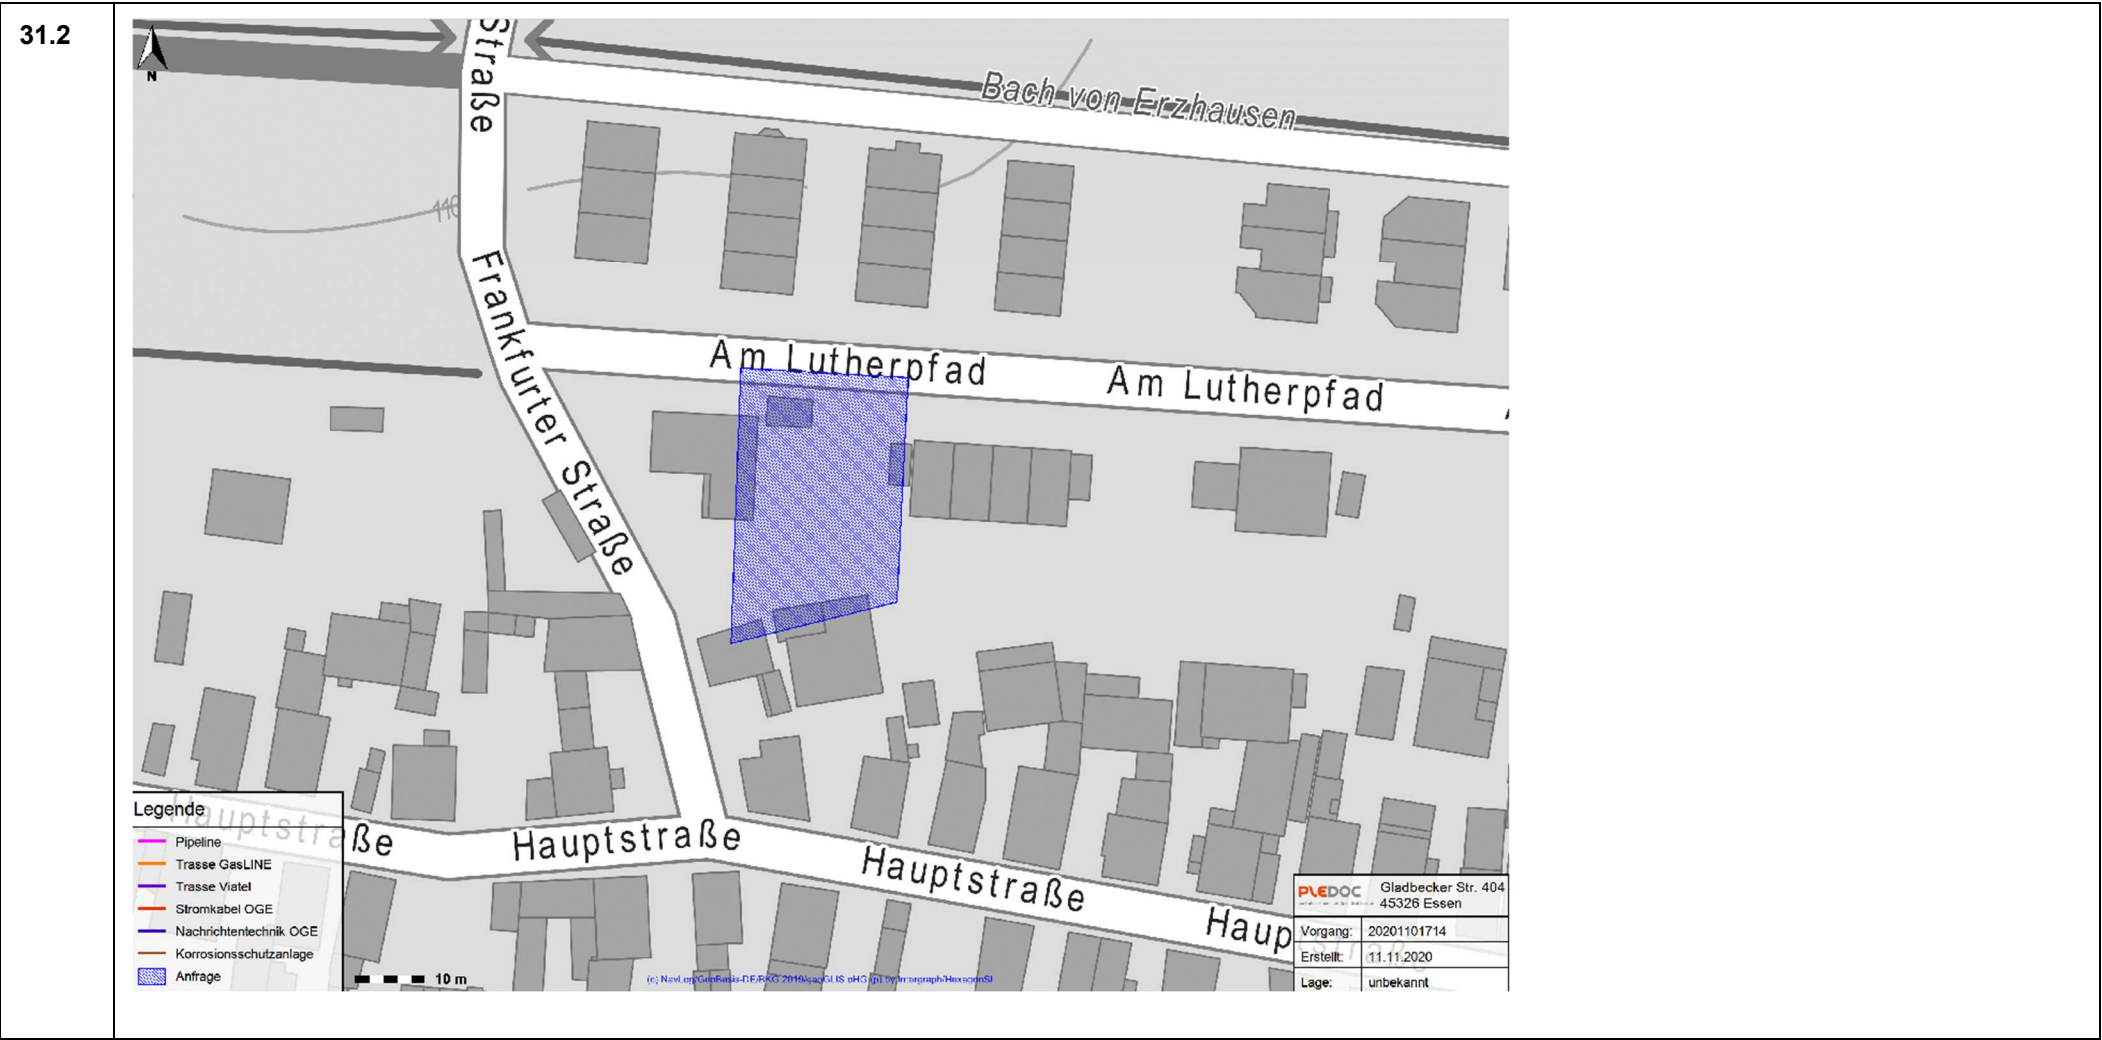 31.2
N
Straße
Bach von Erzhausen
110
Frankfurter Straße
Am Lutherpfad
Am Lutherpfad
Hauptstraße
Hauptstraße
Hauptstraße
Haup
Legende
Pipeline
Trasse GasLINE
Trasse Viatel
Stromkabel OGE
Nachrichtentechnik OGE
Korrosionsschutzanlage
Anfrage
10 m
PLEDOC
Gladbecker Str. 404
45326 Essen
Vorgang: 20201101714
Erstellt: 11.11.2020
Lage: unbekannt